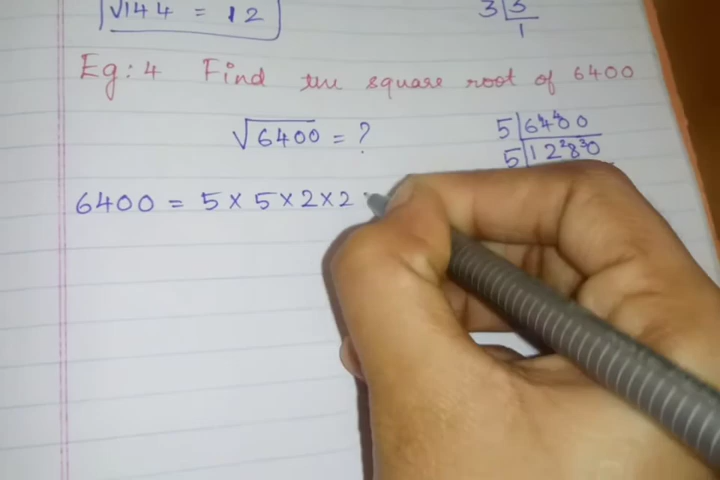 √144 = 12
3 3
1
Eg: 4 Find the square root of 6400
√6400 = ?
5 6400
5 1280
6400 = 5 × 5 × 2 × 2